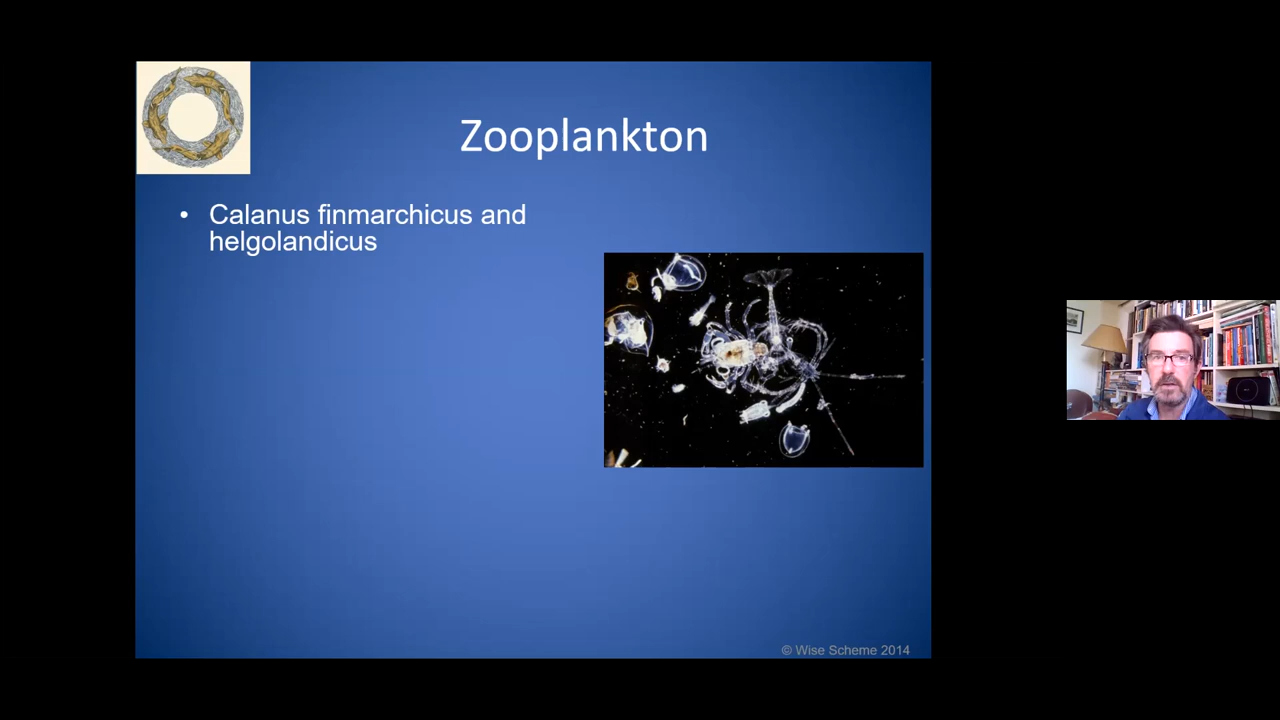 Zooplankton
• Calanus finmarchicus and
helgolandicus
© Wise Scheme 2014